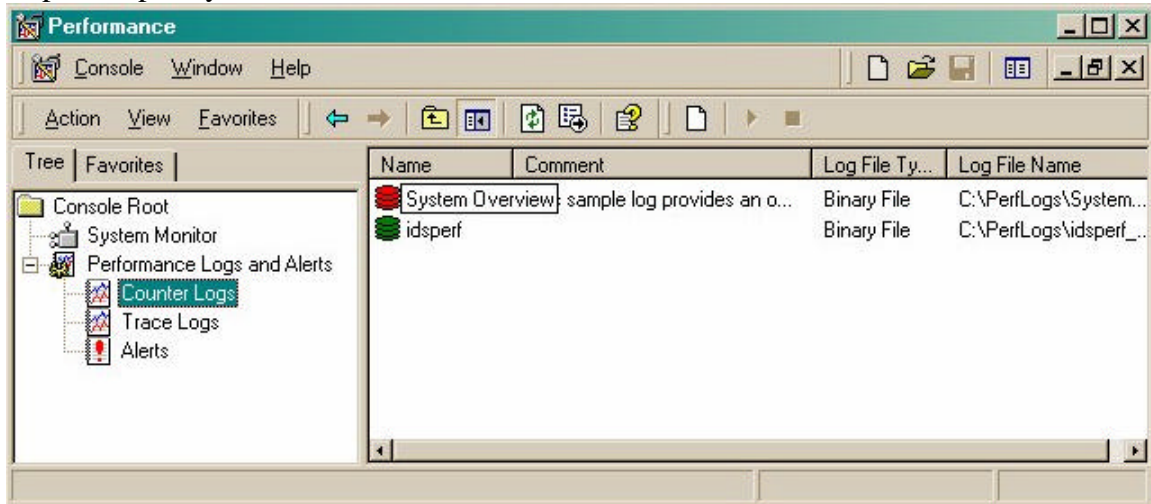 Performance
Console Window Help
Action View Favorites
Tree Favorites
Name Comment Log File Ty... Log File Name
Console Root
System Monitor
Performance Logs and Alerts
Counter Logs
Trace Logs
Alerts
System Overview sample log provides an o... Binary File C:\PerfLogs\System...
idsperf Binary File C:\PerfLogs\idsperf_...